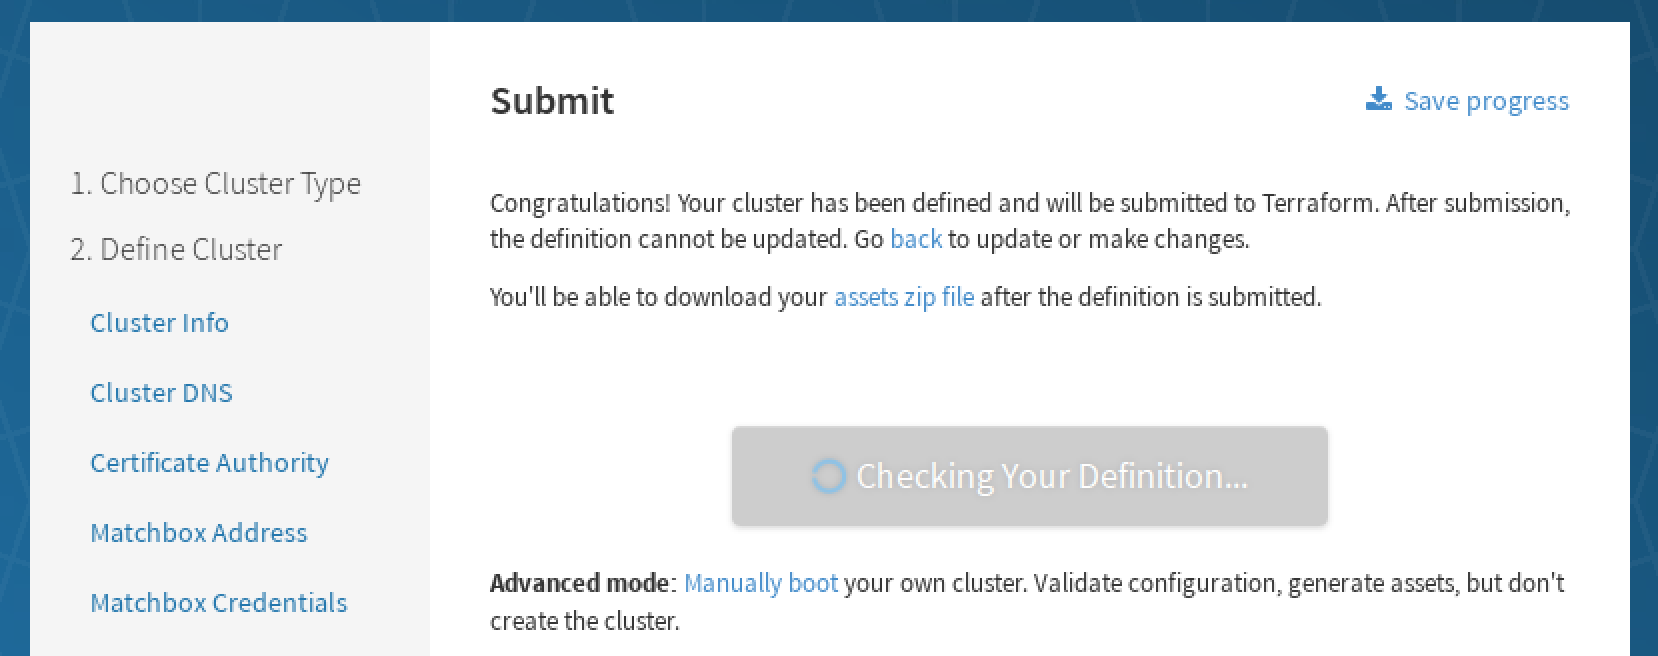 Submit
Save progress
1. Choose Cluster Type
2. Define Cluster
Cluster Info
Cluster DNS
Certificate Authority
Matchbox Address
Matchbox Credentials
Congratulations! Your cluster has been defined and will be submitted to Terraform. After submission,
the definition cannot be updated. Go back to update or make changes.
You'll be able to download your assets zip file after the definition is submitted.
Checking Your Definition...
Advanced mode: Manually boot your own cluster. Validate configuration, generate assets, but don't
create the cluster.